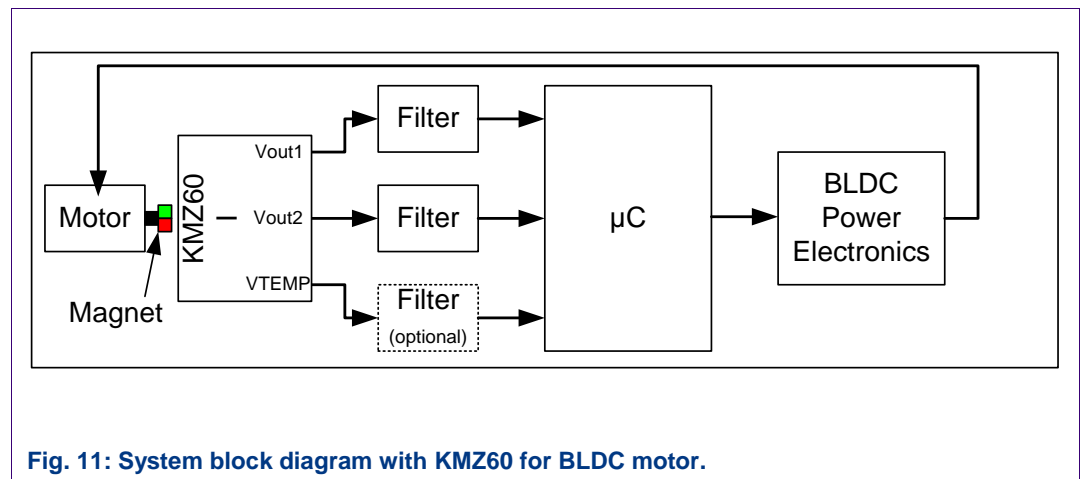 Filter
Vout1
KMZ60
Motor
Vout2
Filter
µC
BLDC
Power
Electronics
VTEMP
Magnet
Filter
(optional)
Fig. 11: System block diagram with KMZ60 for BLDC motor.